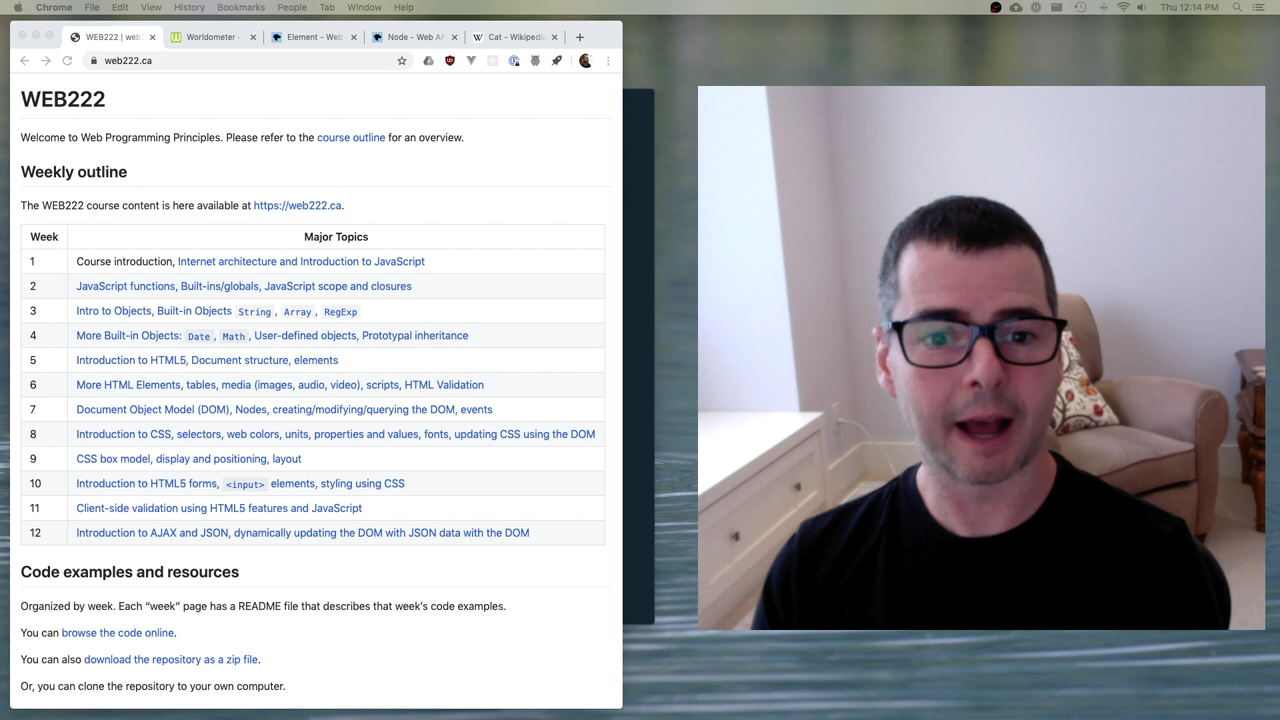 Chrome File Edit View History Bookmarks People Tab Window Help
Thu 12:14 PM
WEB222 | web
Worldometer -
Element - Web
Node - Web AP
Cat - Wikipedia
web222.ca
WEB222
Welcome to Web Programming Principles. Please refer to the course outline for an overview.
Weekly outline
The WEB222 course content is here available at https://web222.ca.
Week Major Topics
1 Course introduction, Internet architecture and Introduction to JavaScript
2 JavaScript functions, Built-ins/globals, JavaScript scope and closures
3 Intro to Objects, Built-in Objects String, Array, RegExp
4 More Built-in Objects: Date, Math, User-defined objects, Prototypal inheritance
5 Introduction to HTML5, Document structure, elements
6 More HTML Elements, tables, media (images, audio, video), scripts, HTML Validation
7 Document Object Model (DOM), Nodes, creating/modifying/querying the DOM, events
8 Introduction to CSS, selectors, web colors, units, properties and values, fonts, updating CSS using the DOM
9 CSS box model, display and positioning, layout
10 Introduction to HTML5 forms, <input> elements, styling using CSS
11 Client-side validation using HTML5 features and JavaScript
12 Introduction to AJAX and JSON, dynamically updating the DOM with JSON data with the DOM
Code examples and resources
Organized by week. Each “week” page has a README file that describes that week’s code examples.
You can browse the code online.
You can also download the repository as a zip file.
Or, you can clone the repository to your own computer.